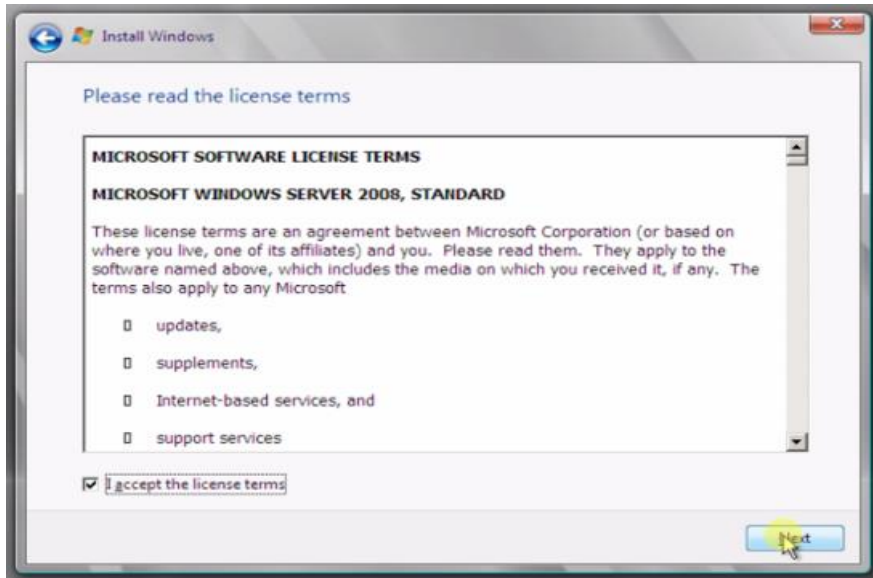 Install Windows
Please read the license terms
MICROSOFT SOFTWARE LICENSE TERMS
MICROSOFT WINDOWS SERVER 2008, STANDARD
These license terms are an agreement between Microsoft Corporation (or based on
where you live, one of its affiliates) and you.  Please read them.  They apply to the
software named above, which includes the media on which you received it, if any.  The
terms also apply to any Microsoft
updates,
supplements,
Internet-based services, and
support services
I accept the license terms
Next